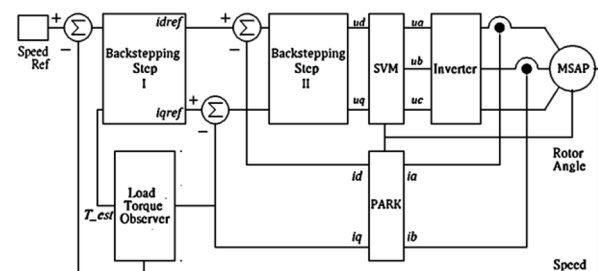 Speed
Ref
+
−
Backstepping
Step
I
idref
iqref
+
−
Σ
+
−
Σ
Σ
Backstepping
Step
II
ud
uq
SVM
ua
ub
uc
Inverter
MSAP
Rotor
Angle
T_est
Load
Torque
Observer
id
iq
PARK
ia
ib
Speed